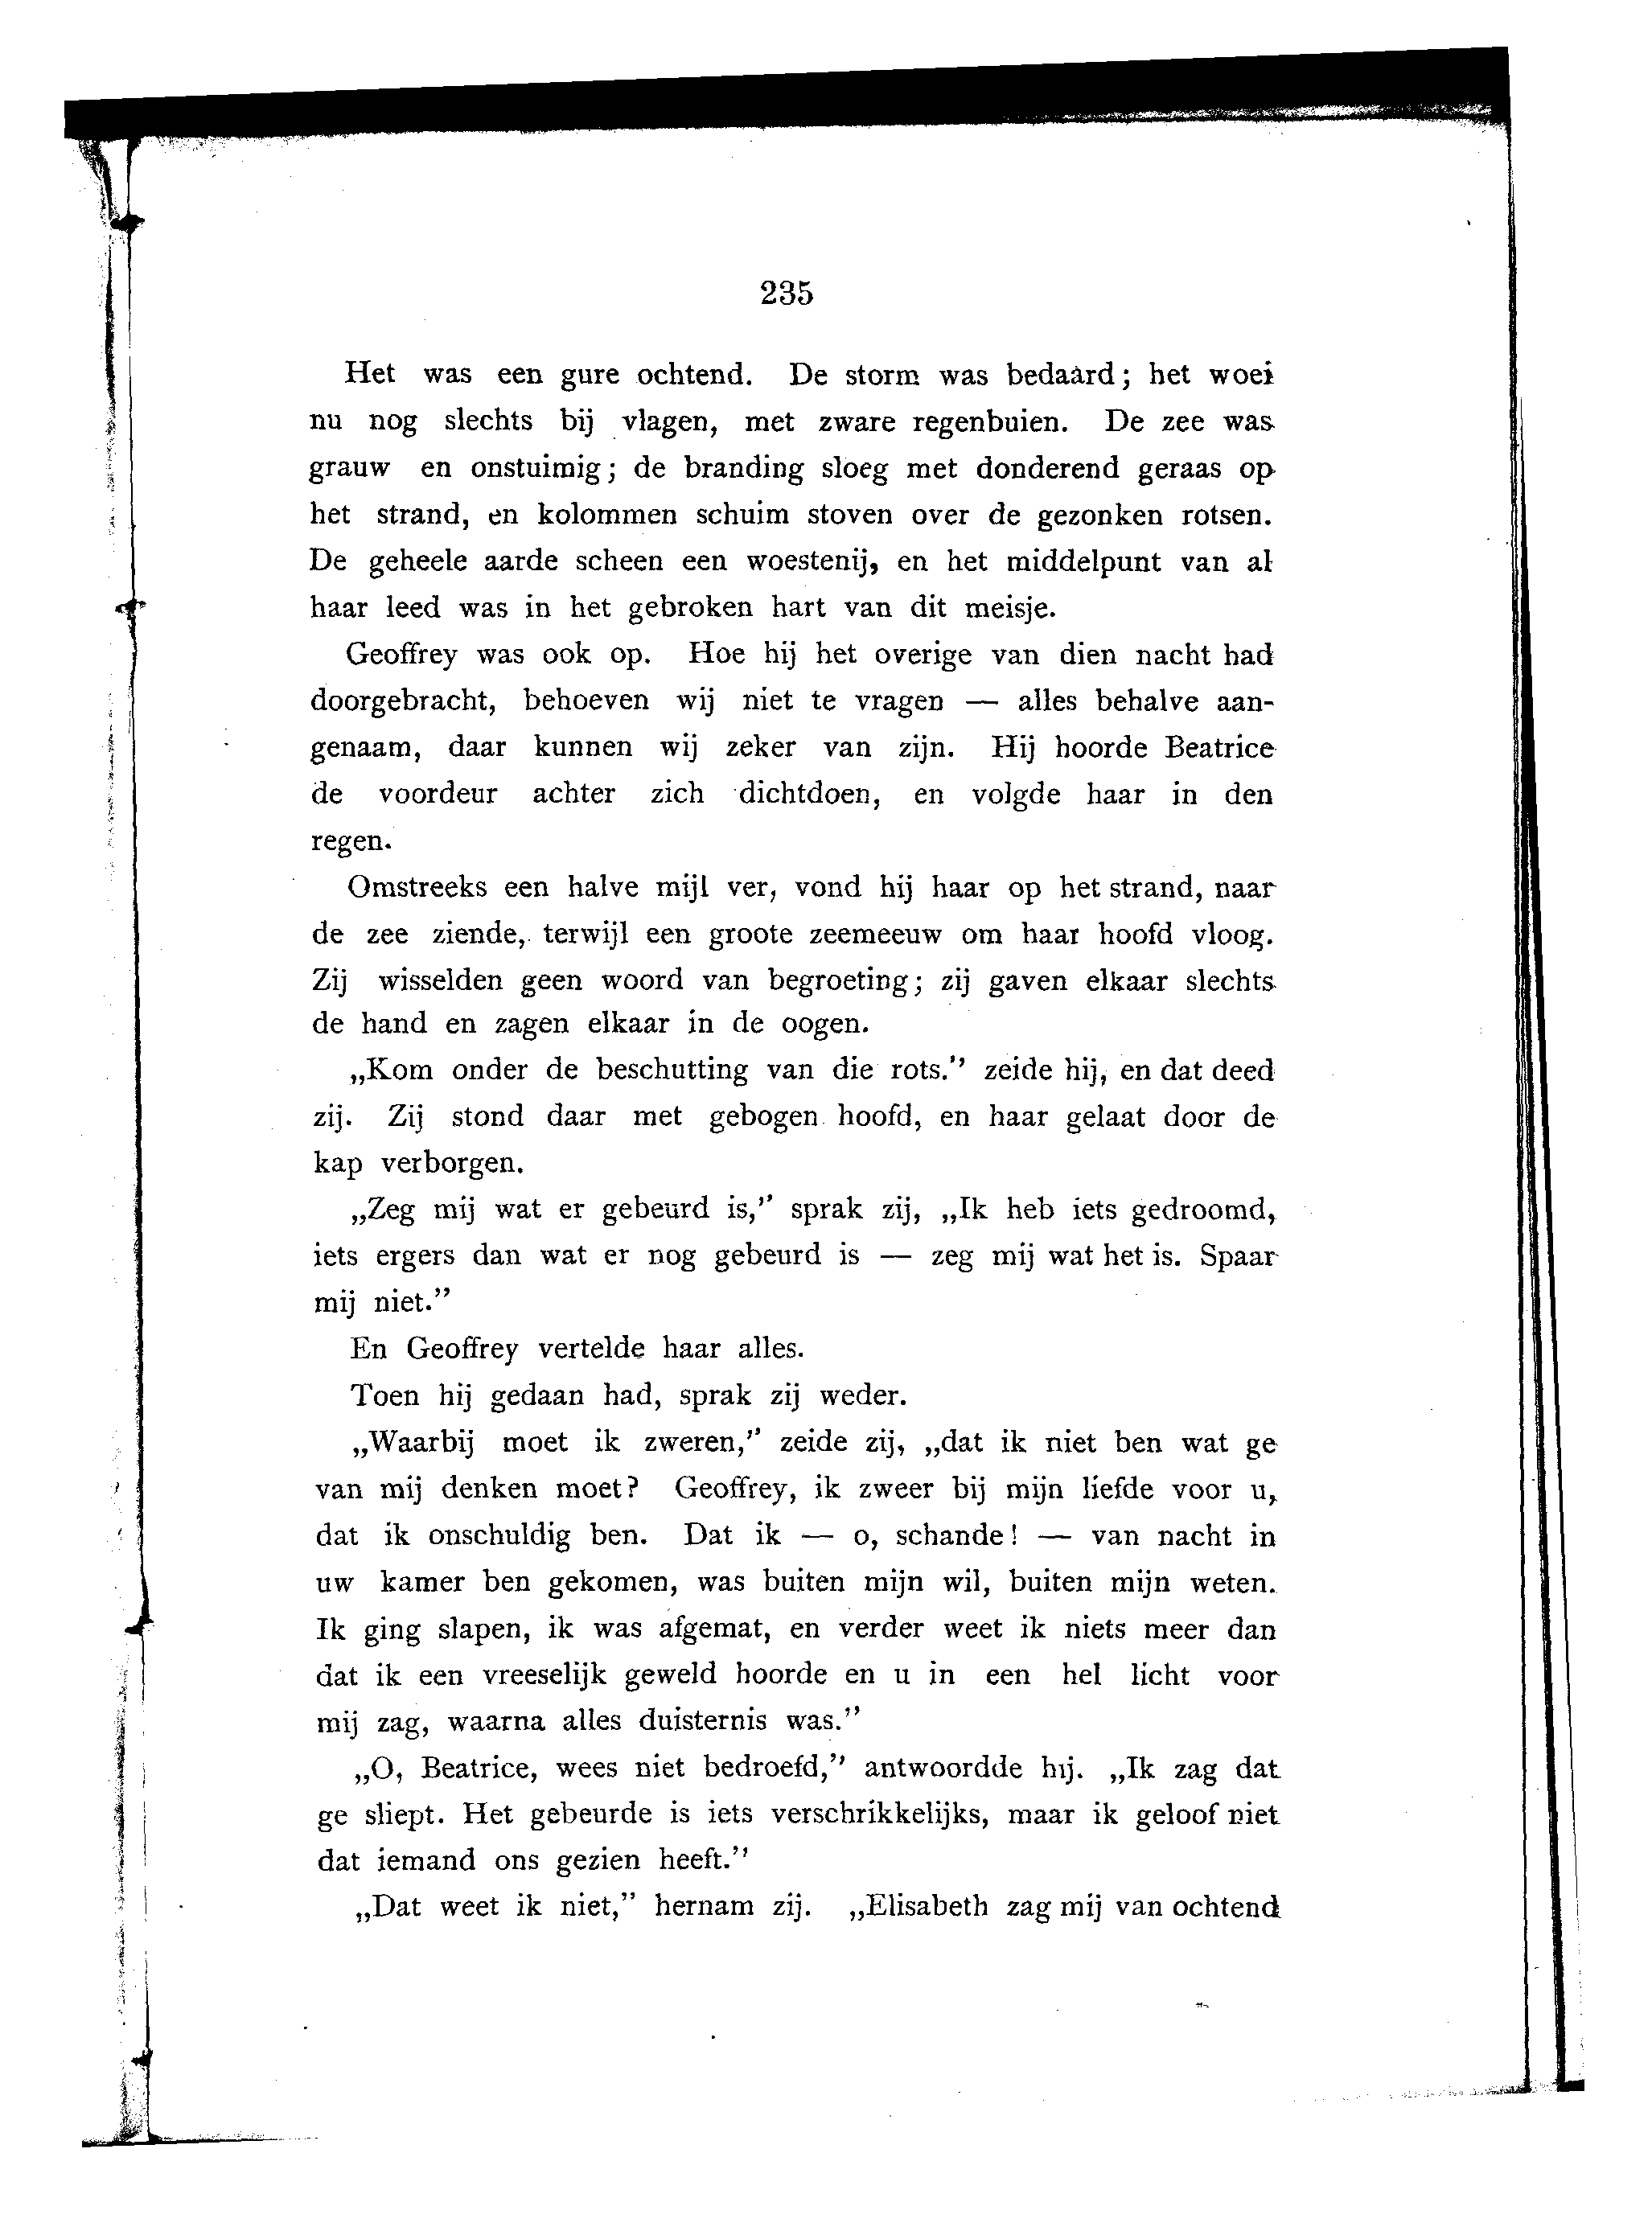 235
Het was een gure ochtend. De storm was bedaard; het woei
nu nog slechts bij vlagen, met zware regenbuien. De zee was
grauw en onstuimig; de branding sloeg met donderend geraas op
het strand, en kolommen schuim stoven over de gezonken rotsen.
De geheele aarde scheen een woestenij, en het middelpunt van al
haar leed was in het gebroken hart van dit meisje.
Geoffrey was ook op. Hoe hij het overige van dien nacht had
doorgebracht, behoeven wij niet te vragen — alles behalve aan-
genaam, daar kunnen wij zeker van zijn. Hij hoorde Beatrice
de voordeur achter zich dichtdoen, en volgde haar in den
regen.
Omstreeks een halve mijl ver, vond hij haar op het strand, naar
de zee ziende, terwijl een groote zeemeeuw om haar hoofd vloog.
Zij wisselden geen woord van begroeting; zij gaven elkaar slechts
de hand en zagen elkaar in de oogen.
„Kom onder de beschutting van die rots.” zeide hij, en dat deed
zij. Zij stond daar met gebogen hoofd, en haar gelaat door de
kap verborgen.
„Zeg mij wat er gebeurd is,” sprak zij, „Ik heb iets gedroomd,
iets ergers dan wat er nog gebeurd is — zeg mij wat het is. Spaar
mij niet.”
En Geoffrey vertelde haar alles.
Toen hij gedaan had, sprak zij weder.
„Waarbij moet ik zweren,” zeide zij, „dat ik niet ben wat ge
van mij denken moet? Geoffrey, ik zweer bij mijn liefde voor u,
dat ik onschuldig ben. Dat ik — o, schande! — van nacht in
uw kamer ben gekomen, was buiten mijn wil, buiten mijn weten.
Ik ging slapen, ik was afgemat, en verder weet ik niets meer dan
dat ik een vreeselijk geweld hoorde en u in een hel licht voor
mij zag, waarna alles duisternis was.”
„O, Beatrice, wees niet bedroefd,” antwoordde hij. „Ik zag dat
ge sliept. Het gebeurde is iets verschrikkelijks, maar ik geloof niet
dat iemand ons gezien heeft.”
„Dat weet ik niet,” hernam zij. „Elisabeth zag mij van ochtend